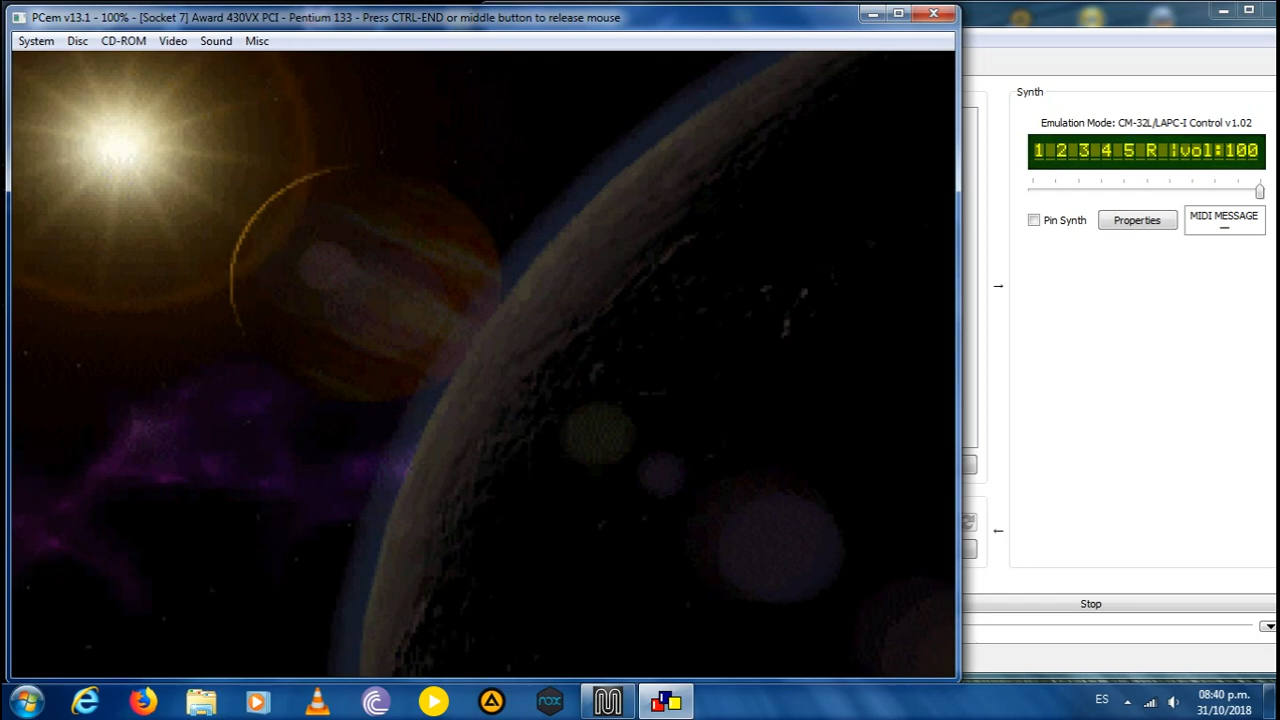 PCem v13.1 - 100% - [Socket 7] Award 430VX PCI - Pentium 133 - Press CTRL-END or middle button to release mouse
System Disc CD-ROM Video Sound Misc
Synth
Emulation Mode: CM-32L/LAPC-I Control v1.02
1 2 3 4 5 R |vol:100
Pin Synth Properties MIDI MESSAGE
Stop
nox
ES
08:40 p.m.
31/10/2018